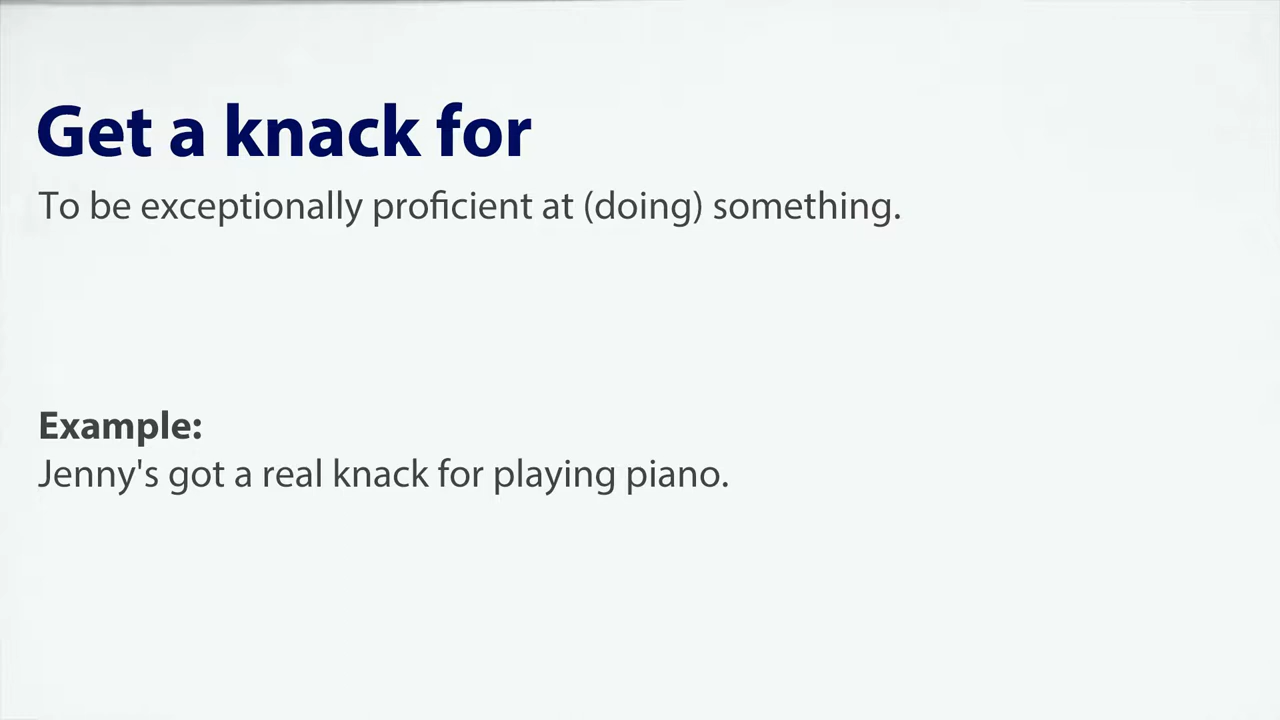 Get a knack for
To be exceptionally proficient at (doing) something.
Example:
Jenny's got a real knack for playing piano.